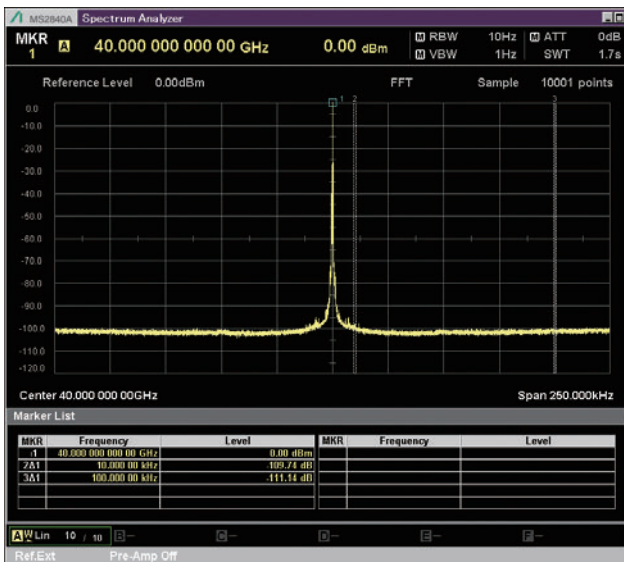 MS2840A Spectrum Analyzer
MKR 1 A 40.000 000 000 00 GHz 0.00 dBm M RBW 10Hz M ATT 0dB
M VBW 1Hz SWT 1.7s
Reference Level 0.00dBm FFT Sample 10001 points
1 2 3
0.0
-10.0
-20.0
-30.0
-40.0
-50.0
-60.0
-70.0
-80.0
-90.0
-100.0
-110.0
-120.0
Center 40.000 000 00GHz Span 250.000kHz
Marker List
MKR Frequency Level MKR Frequency Level
1 40.000 000 000 00 GHz 0.00 dBm
2Δ1 10.000 00 kHz -109.74 dB
3Δ1 100.000 00 kHz -111.14 dB
A W Lin 10 / 10 B- C- D- E- F-
Ref.Ext Pre-Amp Off